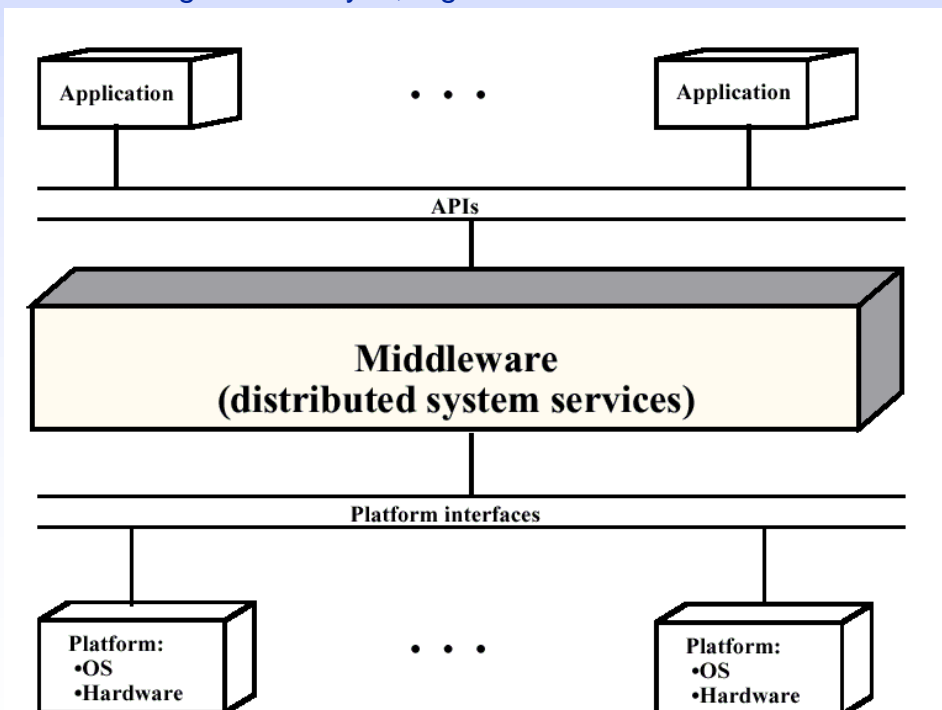 Application
. . .
Application
APIs
Middleware
(distributed system services)
Platform interfaces
Platform:
•OS
•Hardware
. . .
Platform:
•OS
•Hardware